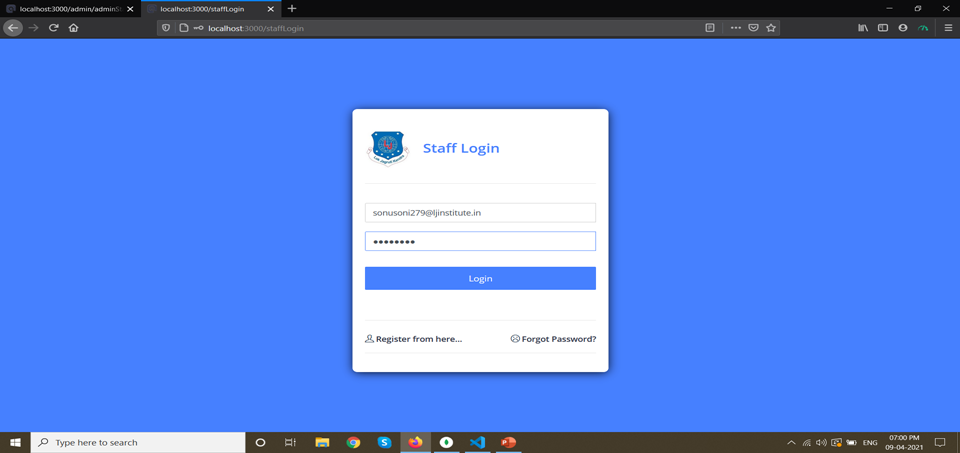 localhost:3000/admin/adminSt
localhost:3000/staffLogin
localhost:3000/staffLogin
Staff Login
sonusoni279@ljinstitute.in
Login
Register from here...
Forgot Password?
Type here to search
ENG
07:00 PM
09-04-2021